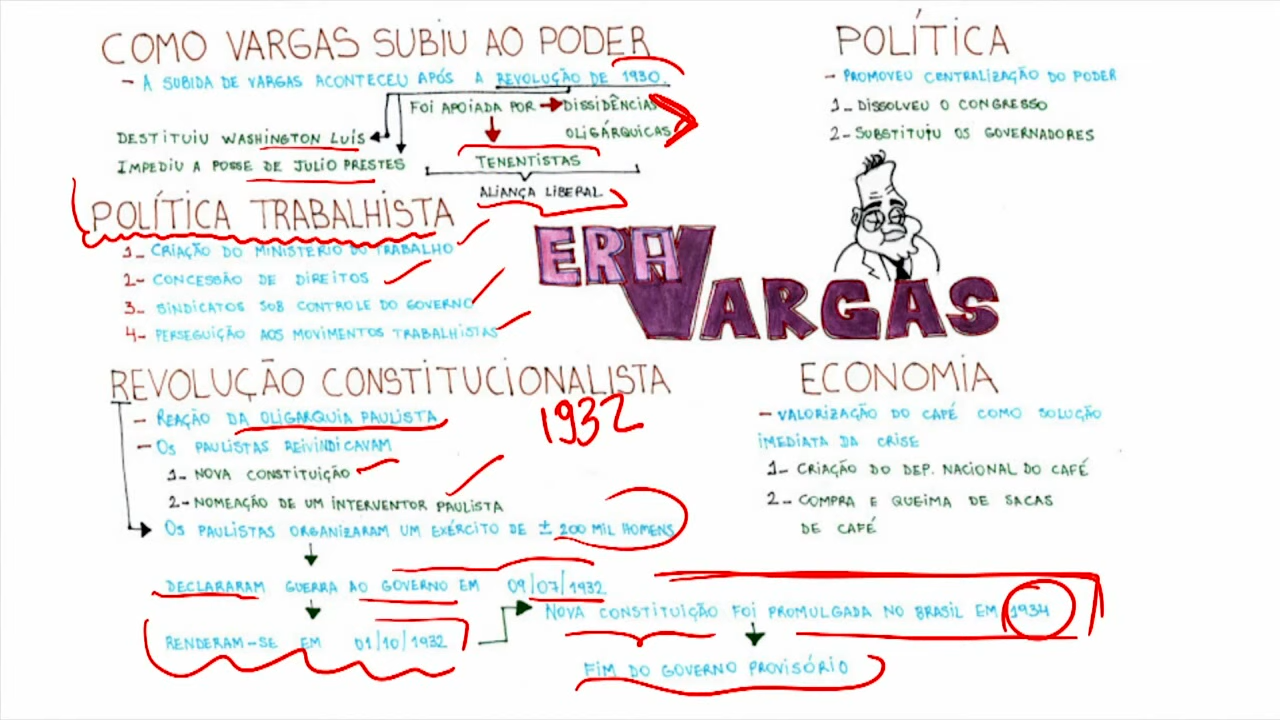 COMO VARGAS SUBIU AO PODER
- A SUBIDA DE VARGAS ACONTECEU APÓS A REVOLUÇÃO DE 1930.
FOI APOIADA POR DISSIDÊNCIAS
OLIGÁRQUICAS
DESTITUIU WASHINGTON LUÍS
IMPEDIU A POSSE DE JULIO PRESTES
TENENTISTAS
ALIANÇA LIBERAL
POLÍTICA
- PROMOVEU CENTRALIZAÇÃO DO PODER
1- DISSOLVEU O CONGRESSO
2- SUBSTITUIU OS GOVERNADORES
POLÍTICA TRABALHISTA
1- CRIAÇÃO DO MINISTÉRIO DO TRABALHO
2- CONCESSÃO DE DIREITOS
3- SINDICATOS SOB CONTROLE DO GOVERNO
4- PERSEGUIÇÃO AOS MOVIMENTOS TRABALHISTAS
ERA
VARGAS
REVOLUÇÃO CONSTITUCIONALISTA
1932
- REAÇÃO DA OLIGARQUIA PAULISTA
- OS PAULISTAS REIVINDICAVAM
1- NOVA CONSTITUIÇÃO
2- NOMEAÇÃO DE UM INTERVENTOR PAULISTA
OS PAULISTAS ORGANIZARAM UM EXÉRCITO DE ± 200 MIL HOMENS
DECLARARAM GUERRA AO GOVERNO EM 09/07/1932
RENDERAM-SE EM 01/10/1932
NOVA CONSTITUIÇÃO FOI PROMULGADA NO BRASIL EM 1934
FIM DO GOVERNO PROVISÓRIO
ECONOMIA
- VALORIZAÇÃO DO CAFÉ COMO SOLUÇÃO
IMEDIATA DA CRISE
1- CRIAÇÃO DO DEP. NACIONAL DO CAFÉ
2- COMPRA E QUEIMA DE SACAS
DE CAFÉ